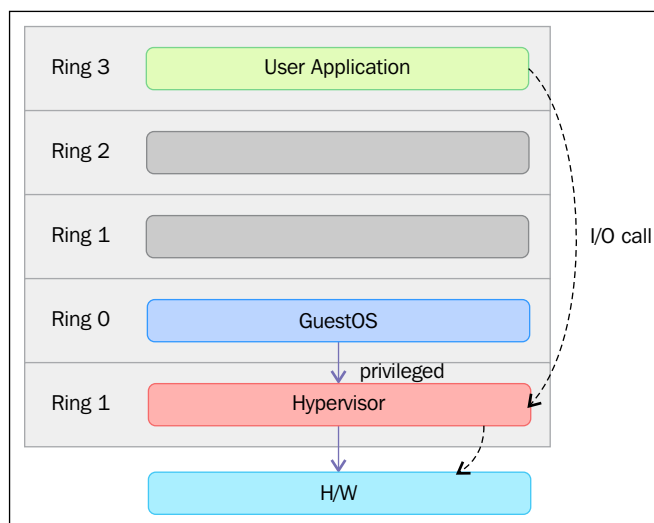 Ring 3 User Application
Ring 2
Ring 1
I/O call
Ring 0 GuestOS
privileged
Ring 1 Hypervisor
H/W